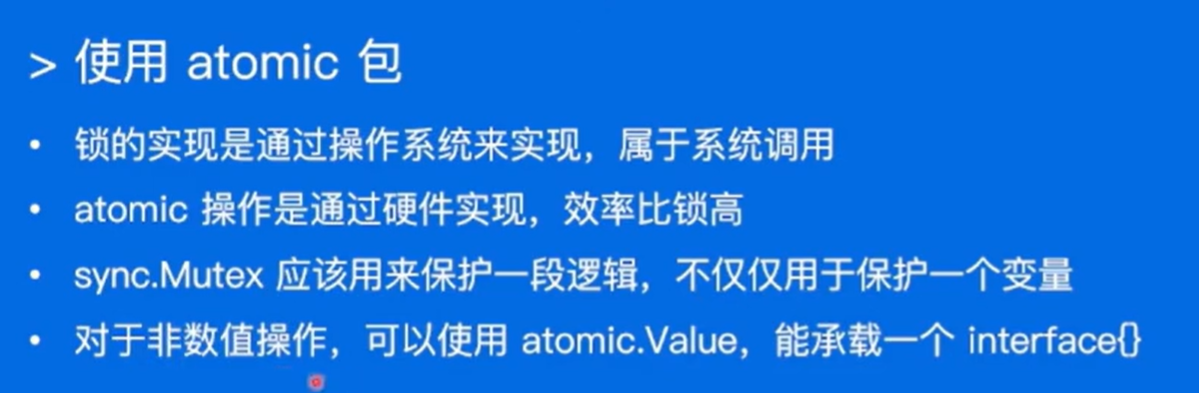 > 使用 atomic 包
• 锁的实现是通过操作系统来实现，属于系统调用
• atomic 操作是通过硬件实现，效率比锁高
• sync.Mutex 应该用来保护一段逻辑，不仅仅用于保护一个变量
• 对于非数值操作，可以使用 atomic.Value，能承载一个 interface{}